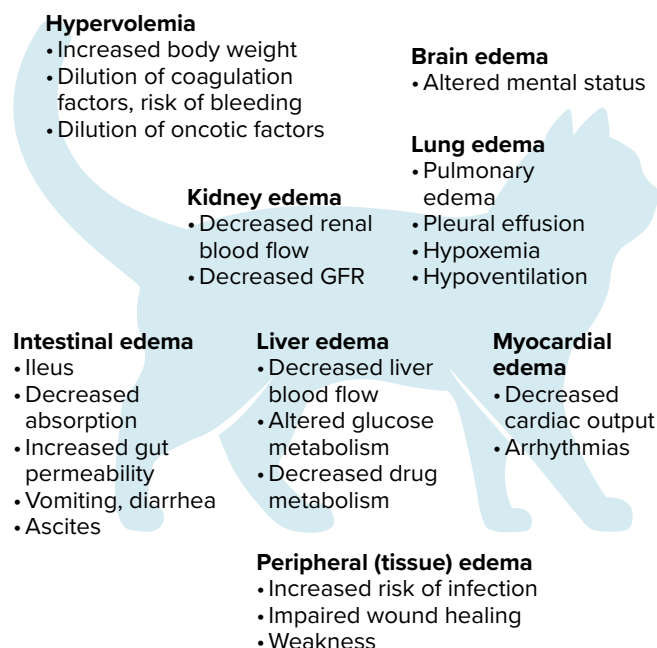 Hypervolemia
• Increased body weight
• Dilution of coagulation
factors, risk of bleeding
• Dilution of oncotic factors
Brain edema
• Altered mental status
Lung edema
• Pulmonary
edema
• Pleural effusion
• Hypoxemia
• Hypoventilation
Kidney edema
• Decreased renal
blood flow
• Decreased GFR
Intestinal edema
• Ileus
• Decreased
absorption
• Increased gut
permeability
• Vomiting, diarrhea
• Ascites
Liver edema
• Decreased liver
blood flow
• Altered glucose
metabolism
• Decreased drug
metabolism
Myocardial
edema
• Decreased
cardiac output
• Arrhythmias
Peripheral (tissue) edema
• Increased risk of infection
• Impaired wound healing
• Weakness